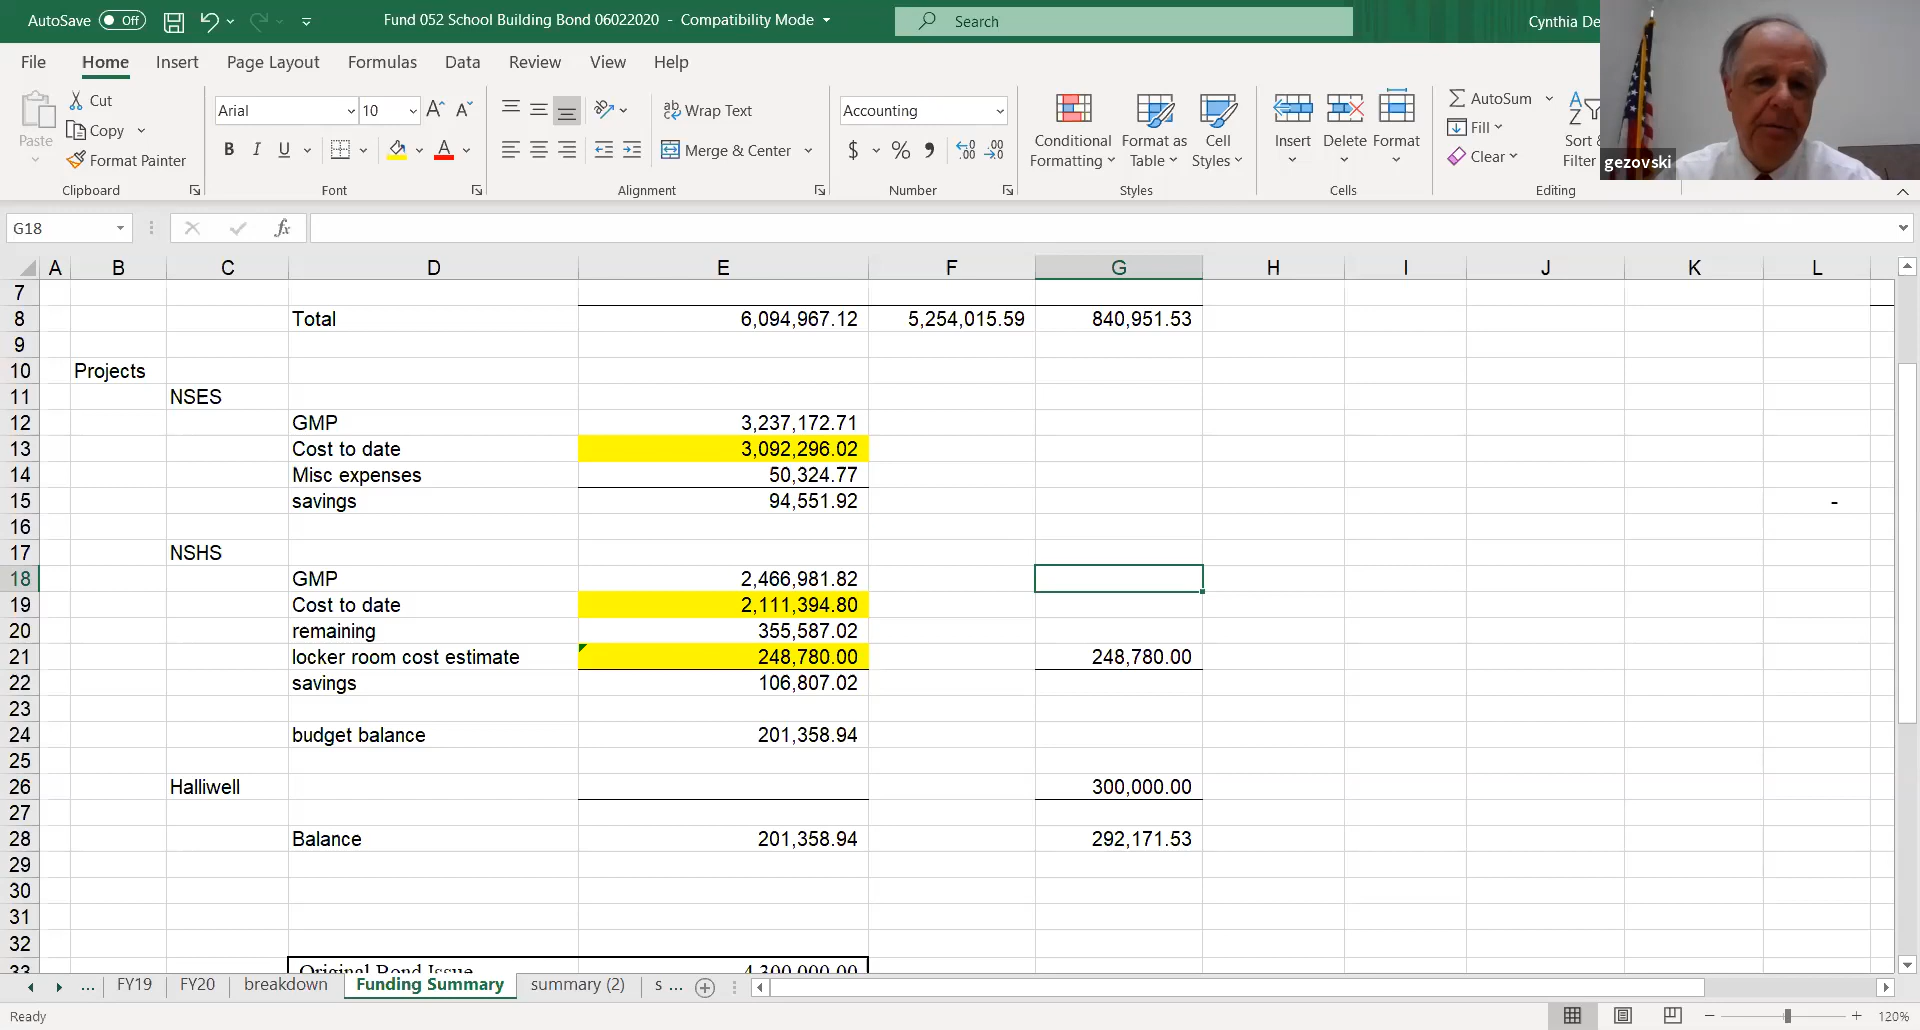 AutoSave Off Fund 052 School Building Bond 06022020 - Compatibility Mode Search Cynthia De
File Home Insert Page Layout Formulas Data Review View Help
Paste Cut Copy Format Painter Clipboard
Arial 10 B I U Font
Wrap Text Merge & Center Alignment
Accounting $ % Number
Conditional Formatting Format as Table Cell Styles Styles
Insert Delete Format Cells
AutoSum Fill Clear Sort & Filter Editing
gezovski
G18 fx
A B C D E F G H I J K L
7
8 Total 6,094,967.12 5,254,015.59 840,951.53
9
10 Projects
11 NSES
12 GMP 3,237,172.71
13 Cost to date 3,092,296.02
14 Misc expenses 50,324.77
15 savings 94,551.92 -
16
17 NSHS
18 GMP 2,466,981.82
19 Cost to date 2,111,394.80
20 remaining 355,587.02
21 locker room cost estimate 248,780.00 248,780.00
22 savings 106,807.02
23
24 budget balance 201,358.94
25
26 Halliwell 300,000.00
27
28 Balance 201,358.94 292,171.53
29
30
31
32
33 Original Bond Issue 4,300,000.00
... FY19 FY20 breakdown Funding Summary summary (2) s ...
Ready 120%